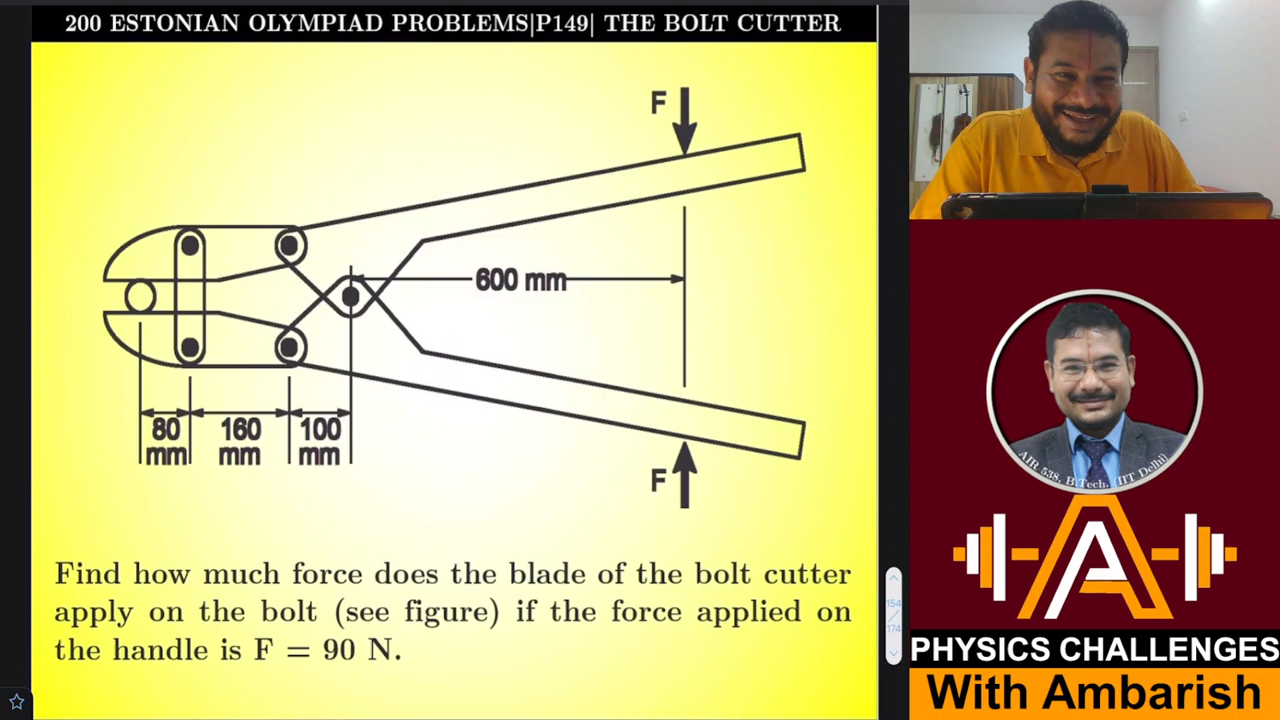 200 ESTONIAN OLYMPIAD PROBLEMS|P149| THE BOLT CUTTER
F
600 mm
80 mm
160 mm
100 mm
F
Find how much force does the blade of the bolt cutter
apply on the bolt (see figure) if the force applied on
the handle is F = 90 N.
154
/
174
AIR 538, B.Tech. (IIT Delhi)
A
PHYSICS CHALLENGES
With Ambarish